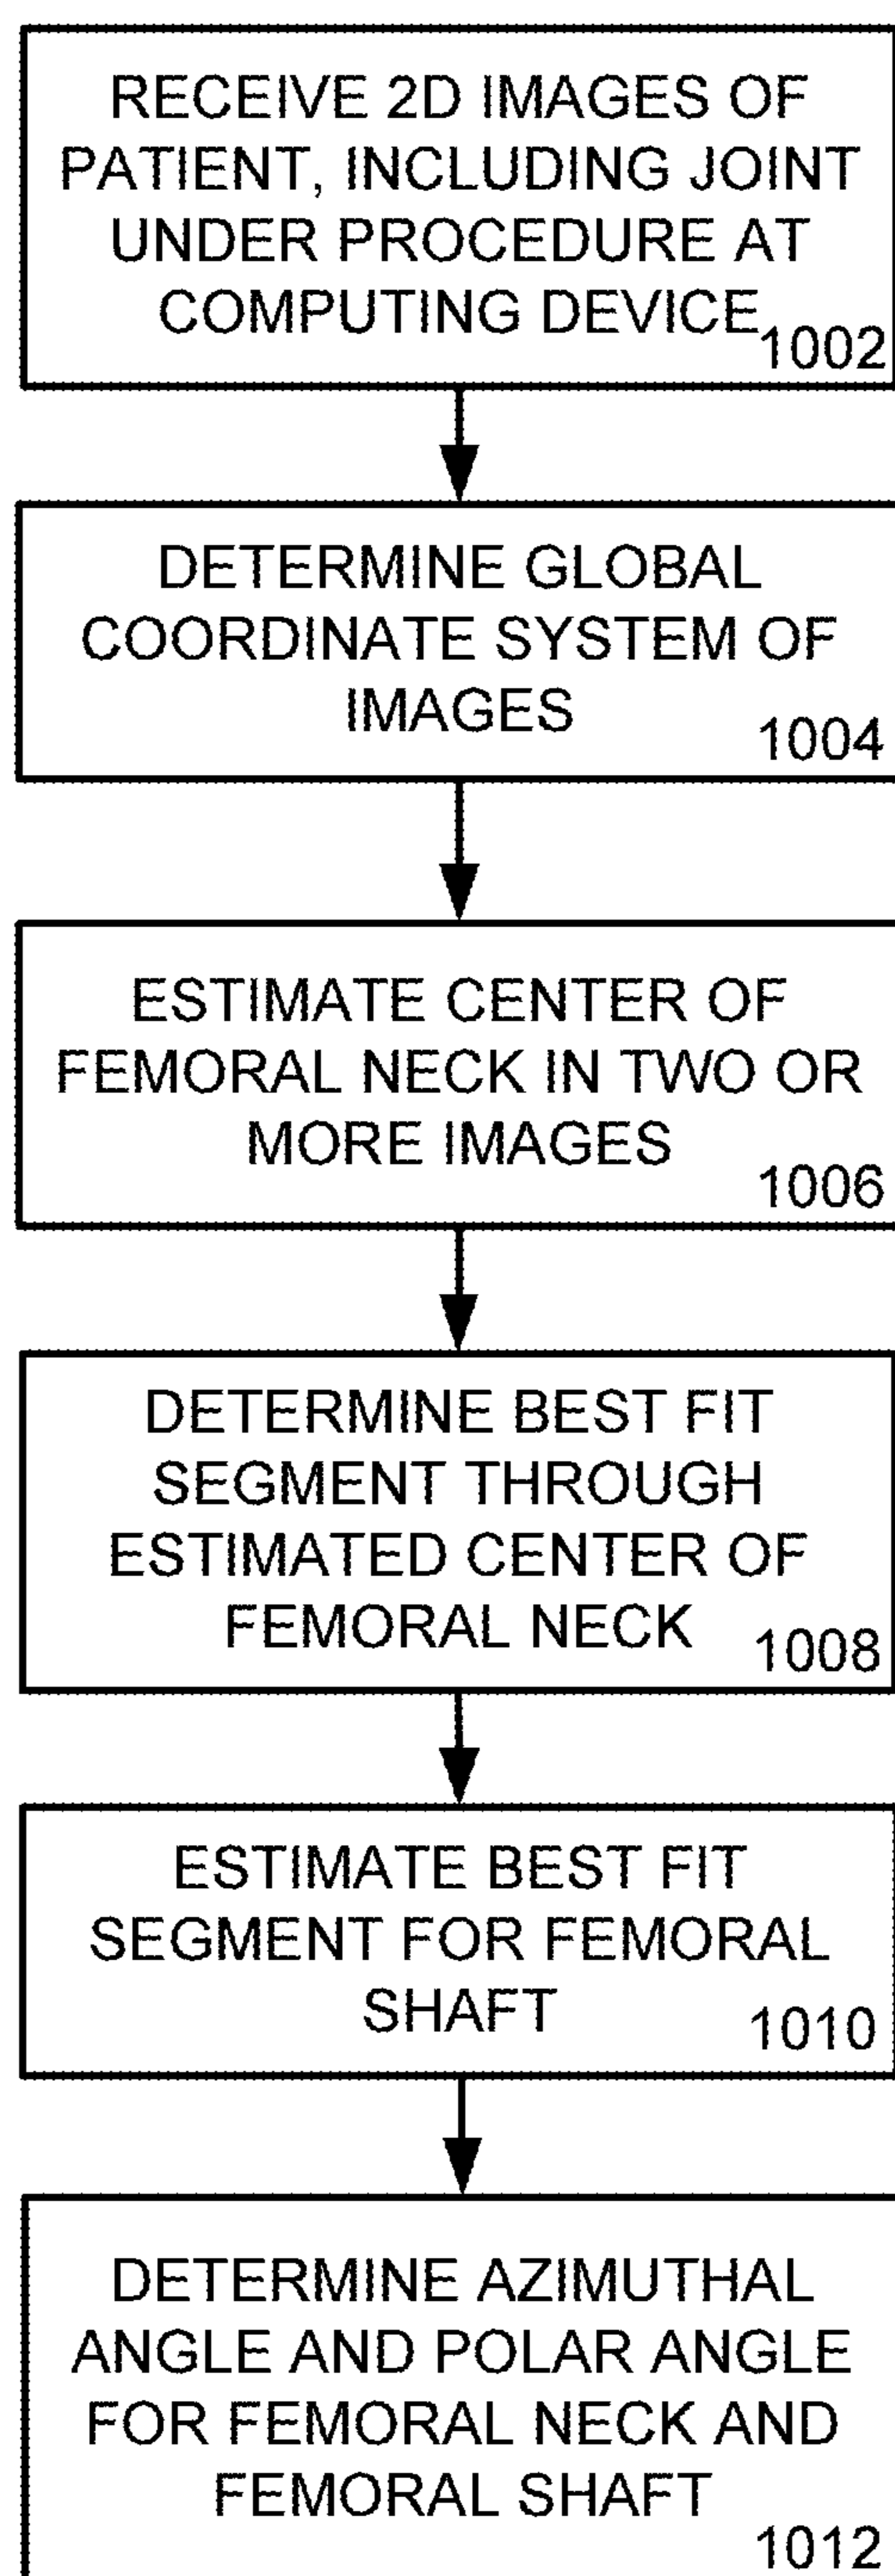 RECEIVE 2D IMAGES OF
PATIENT, INCLUDING JOINT
UNDER PROCEDURE AT
COMPUTING DEVICE
1002
DETERMINE GLOBAL
COORDINATE SYSTEM OF
IMAGES
1004
ESTIMATE CENTER OF
FEMORAL NECK IN TWO OR
MORE IMAGES
1006
DETERMINE BEST FIT
SEGMENT THROUGH
ESTIMATED CENTER OF
FEMORAL NECK
1008
ESTIMATE BEST FIT
SEGMENT FOR FEMORAL
SHAFT
1010
DETERMINE AZIMUTHAL
ANGLE AND POLAR ANGLE
FOR FEMORAL NECK AND
FEMORAL SHAFT
1012